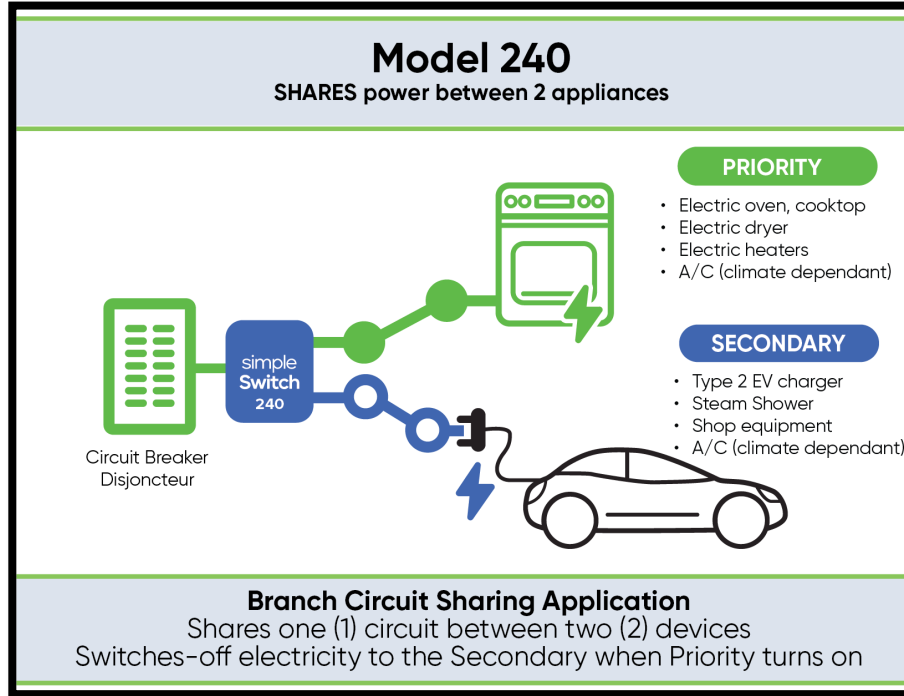 Model 240
SHARES power between 2 appliances
PRIORITY
• Electric oven, cooktop
• Electric dryer
• Electric heaters
• A/C (climate dependant)
simple
Switch
240
Circuit Breaker
Disjoncteur
SECONDARY
• Type 2 EV charger
• Steam Shower
• Shop equipment
• A/C (climate dependant)
Branch Circuit Sharing Application
Shares one (1) circuit between two (2) devices
Switches-off electricity to the Secondary when Priority turns on